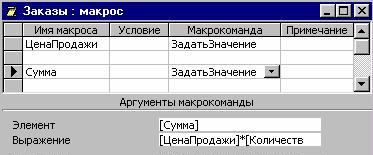 Заказы : макрос
Имя макроса Условие Макрокоманда Примечание
ЦенаПродажи ЗадатьЗначение
Сумма ЗадатьЗначение
Аргументы макрокоманды
Элемент [Сумма]
Выражение [ЦенаПродажи]*[Количеств